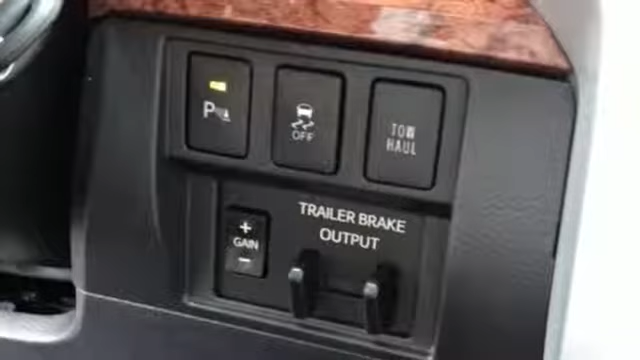 P
OFF
TOW
HAUL
TRAILER BRAKE
OUTPUT
+
GAIN
−